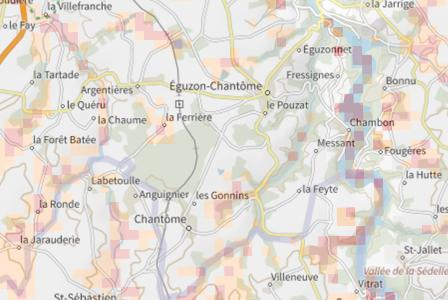 la Villefranche
la Jarrige
le Fay
Éguzonnet
la Tartade
Fressignes
Bonnu
Argentières
Éguzon-Chantôme
le Quéru
le Pouzat
la Chaume
la Ferrière
Chambon
la Forêt Batée
Messant
Fougères
la Hutte
Labetoulle
la Feyte
Anguignier
les Gonnins
la Ronde
les
Chantôme
la Jarauderie
St-Jallet
Vallée de la Sédelle
Villeneuve
Vitrat
St-Sébastien